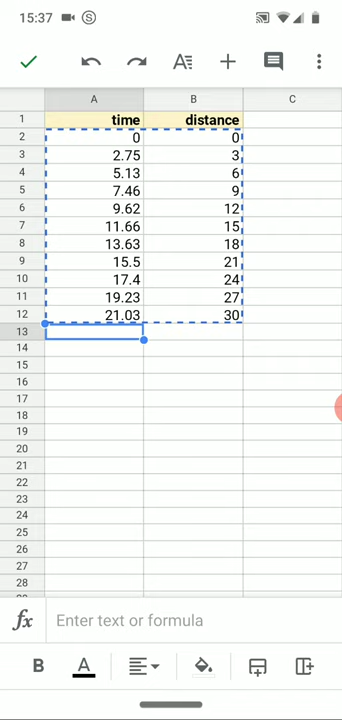 15:37
A B C
1 time distance
2 0 0
3 2.75 3
4 5.13 6
5 7.46 9
6 9.62 12
7 11.66 15
8 13.63 18
9 15.5 21
10 17.4 24
11 19.23 27
12 21.03 30
13
14
15
16
17
18
19
20
21
22
23
24
25
26
27
28
fx Enter text or formula
B A